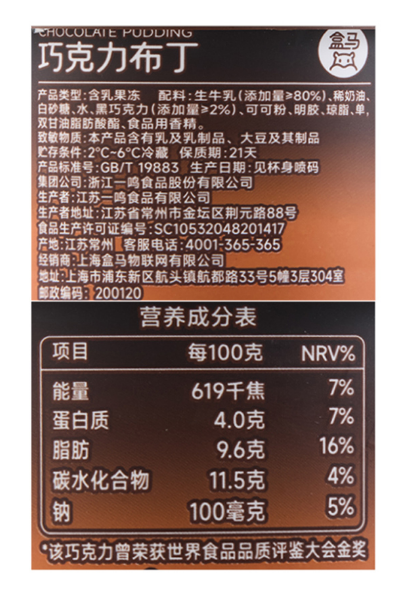 CHOCOLATE PUDDING
巧克力布丁
盒马
产品类型:含乳果冻 配料:生牛乳(添加量≥80%)、稀奶油、
白砂糖、水、黑巧克力(添加量≥2%)、可可粉、明胶、琼脂、单,
双甘油脂肪酸酯、食品用香精。
致敏物质:本产品含有乳及乳制品、大豆及其制品
贮存条件:2℃~6℃冷藏 保质期:21天
产品标准号:GB/T 19883 生产日期:见杯身喷码
集团公司:浙江一鸣食品股份有限公司
生产者:江苏一鸣食品有限公司
生产者地址:江苏省常州市金坛区荆元路88号
食品生产许可证编号:SC10532048201417
产地:江苏常州 客服电话:4001-365-365
经销商:上海盒马物联网有限公司
地址:上海市浦东新区航头镇航都路33号5幢3层304室
邮政编码:200120
营养成分表
项目 每100克 NRV%
能量 619千焦 7%
蛋白质 4.0克 7%
脂肪 9.6克 16%
碳水化合物 11.5克 4%
钠 100毫克 5%
*该巧克力曾荣获世界食品品质评鉴大会金奖